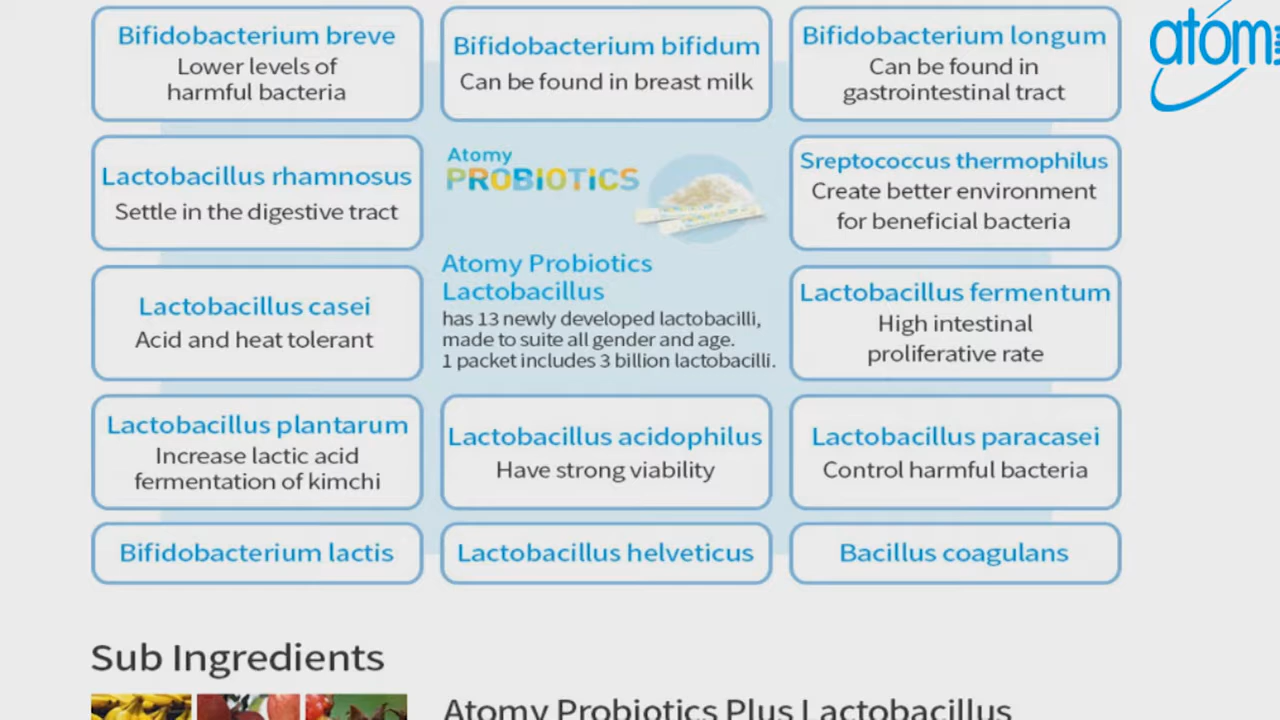 Bifidobacterium breve
Lower levels of
harmful bacteria
Bifidobacterium bifidum
Can be found in breast milk
Bifidobacterium longum
Can be found in
gastrointestinal tract
atom
Lactobacillus rhamnosus
Settle in the digestive tract
Atomy
PROBIOTICS
Sreptococcus thermophilus
Create better environment
for beneficial bacteria
Lactobacillus casei
Acid and heat tolerant
Atomy Probiotics
Lactobacillus
has 13 newly developed lactobacilli,
made to suite all gender and age.
1 packet includes 3 billion lactobacilli.
Lactobacillus fermentum
High intestinal
proliferative rate
Lactobacillus plantarum
Increase lactic acid
fermentation of kimchi
Lactobacillus acidophilus
Have strong viability
Lactobacillus paracasei
Control harmful bacteria
Bifidobacterium lactis
Lactobacillus helveticus
Bacillus coagulans
Sub Ingredients
Atomy Probiotics Plus Lactobacillus